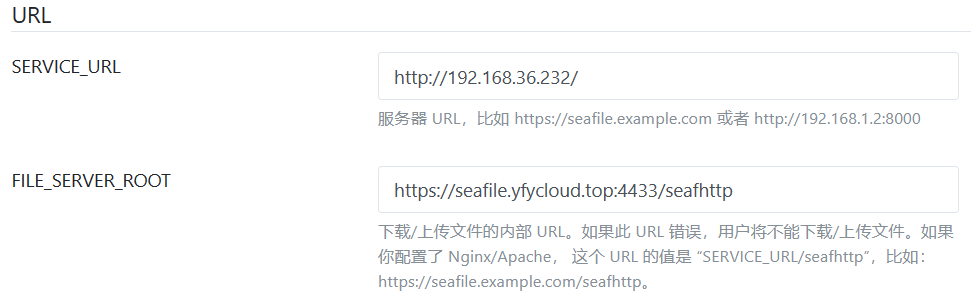 URL
SERVICE_URL
http://192.168.36.232/
服务器 URL，比如 https://seafile.example.com 或者 http://192.168.1.2:8000
FILE_SERVER_ROOT
https://seafile.yfycloud.top:4433/seafhttp
下载/上传文件的内部 URL。如果此 URL 错误，用户将不能下载/上传文件。如果
你配置了 Nginx/Apache， 这个 URL 的值是 “SERVICE_URL/seafhttp”，比如：
https://seafile.example.com/seafhttp。